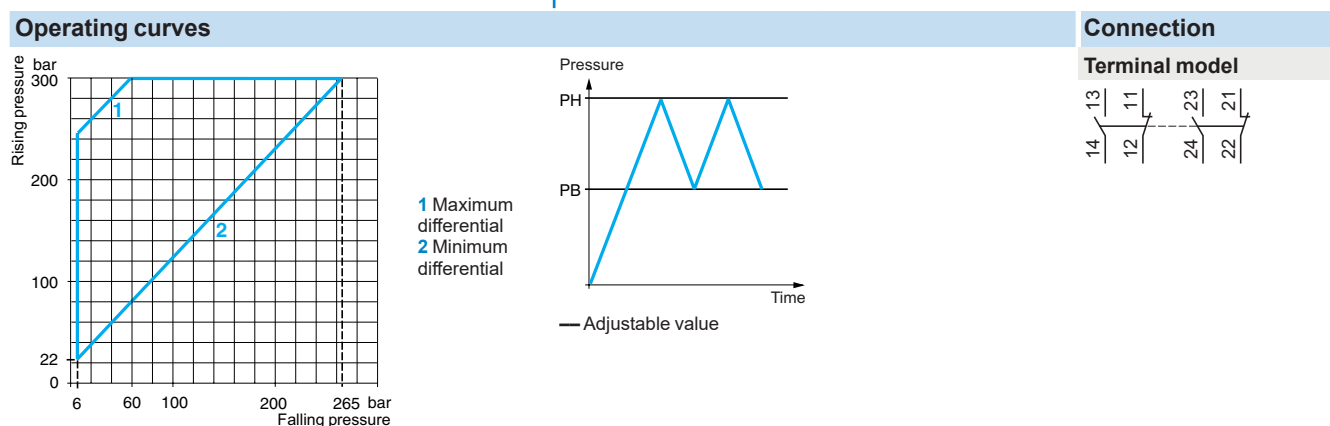 Operating curves
Rising pressure
bar
300
200
100
22
0
1
2
6 60 100 200 265 bar
Falling pressure
1 Maximum
differential
2 Minimum
differential
Pressure
PH
PB
Time
Adjustable value
Connection
Terminal model
13 11 23 21
14 12 24 22